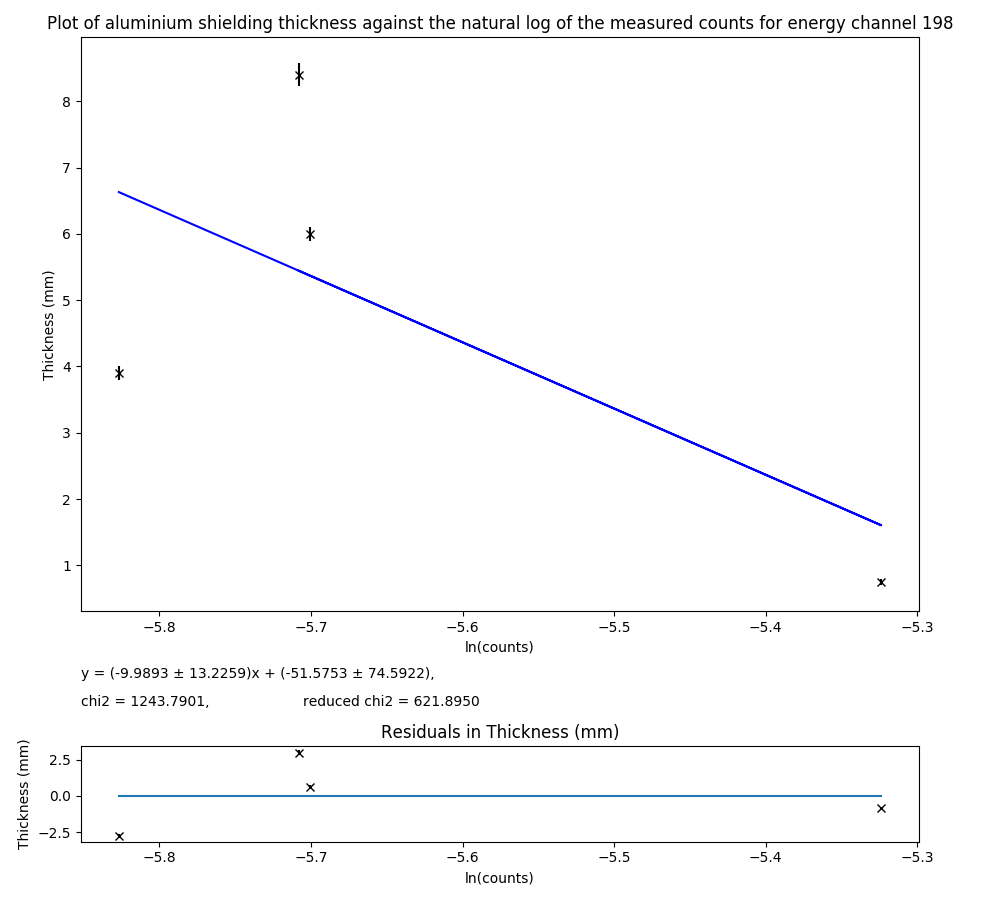 Plot of aluminium shielding thickness against the natural log of the measured counts for energy channel 198
8
7
6
5
4
3
2
1
Thickness (mm)
−5.8 −5.7 −5.6 −5.5 −5.4 −5.3
ln(counts)
y = (-9.9893 ± 13.2259)x + (-51.5753 ± 74.5922),
chi2 = 1243.7901, reduced chi2 = 621.8950
Residuals in Thickness (mm)
2.5
0.0
−2.5
Thickness (mm)
−5.8 −5.7 −5.6 −5.5 −5.4 −5.3
ln(counts)